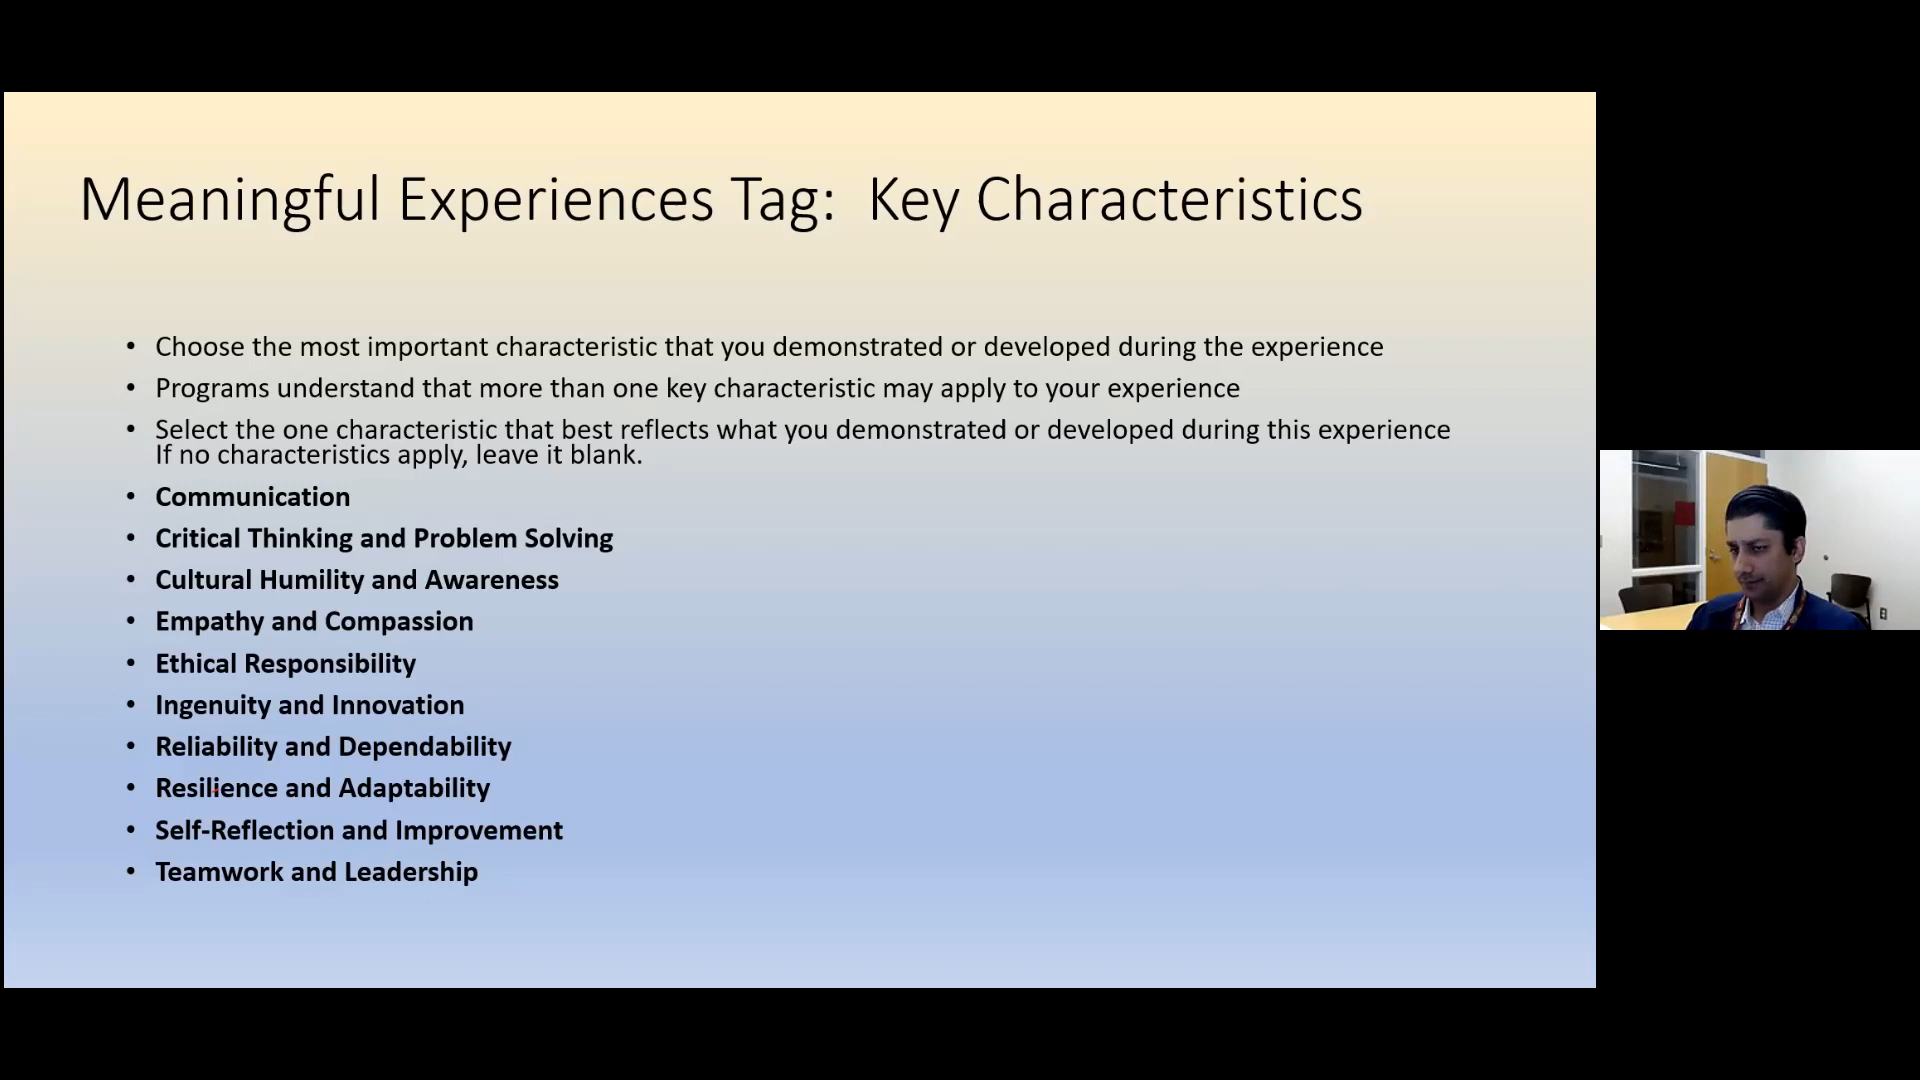 Meaningful Experiences Tag: Key Characteristics
• Choose the most important characteristic that you demonstrated or developed during the experience
• Programs understand that more than one key characteristic may apply to your experience
• Select the one characteristic that best reflects what you demonstrated or developed during this experience
If no characteristics apply, leave it blank.
• Communication
• Critical Thinking and Problem Solving
• Cultural Humility and Awareness
• Empathy and Compassion
• Ethical Responsibility
• Ingenuity and Innovation
• Reliability and Dependability
• Resilience and Adaptability
• Self-Reflection and Improvement
• Teamwork and Leadership